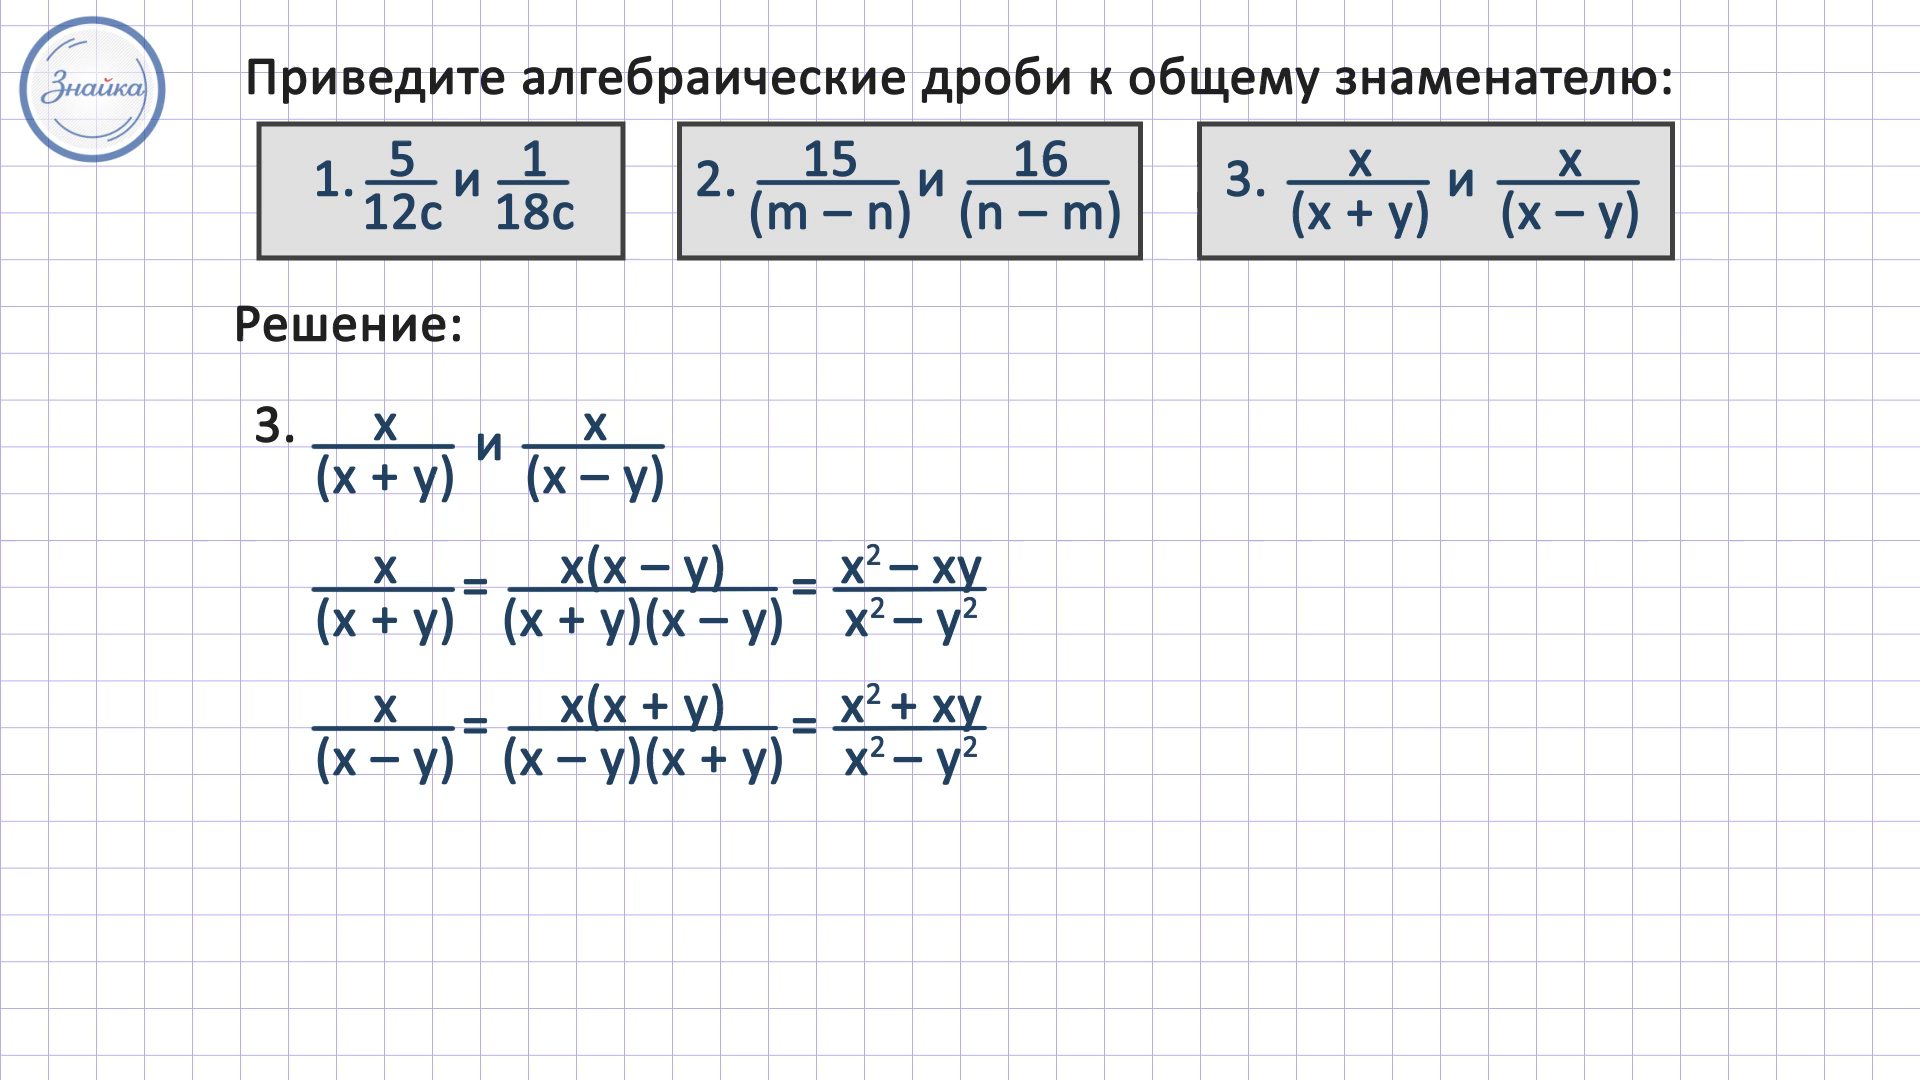 Знайка
Приведите алгебраические дроби к общему знаменателю:
1. 5/12c и 1/18c
2. 15/(m – n) и 16/(n – m)
3. x/(x + y) и x/(x – y)
Решение:
3. x/(x + y) и x/(x – y)
x/(x + y) = x(x – y)/(x + y)(x – y) = x² – xy/x² – y²
x/(x – y) = x(x + y)/(x – y)(x + y) = x² + xy/x² – y²